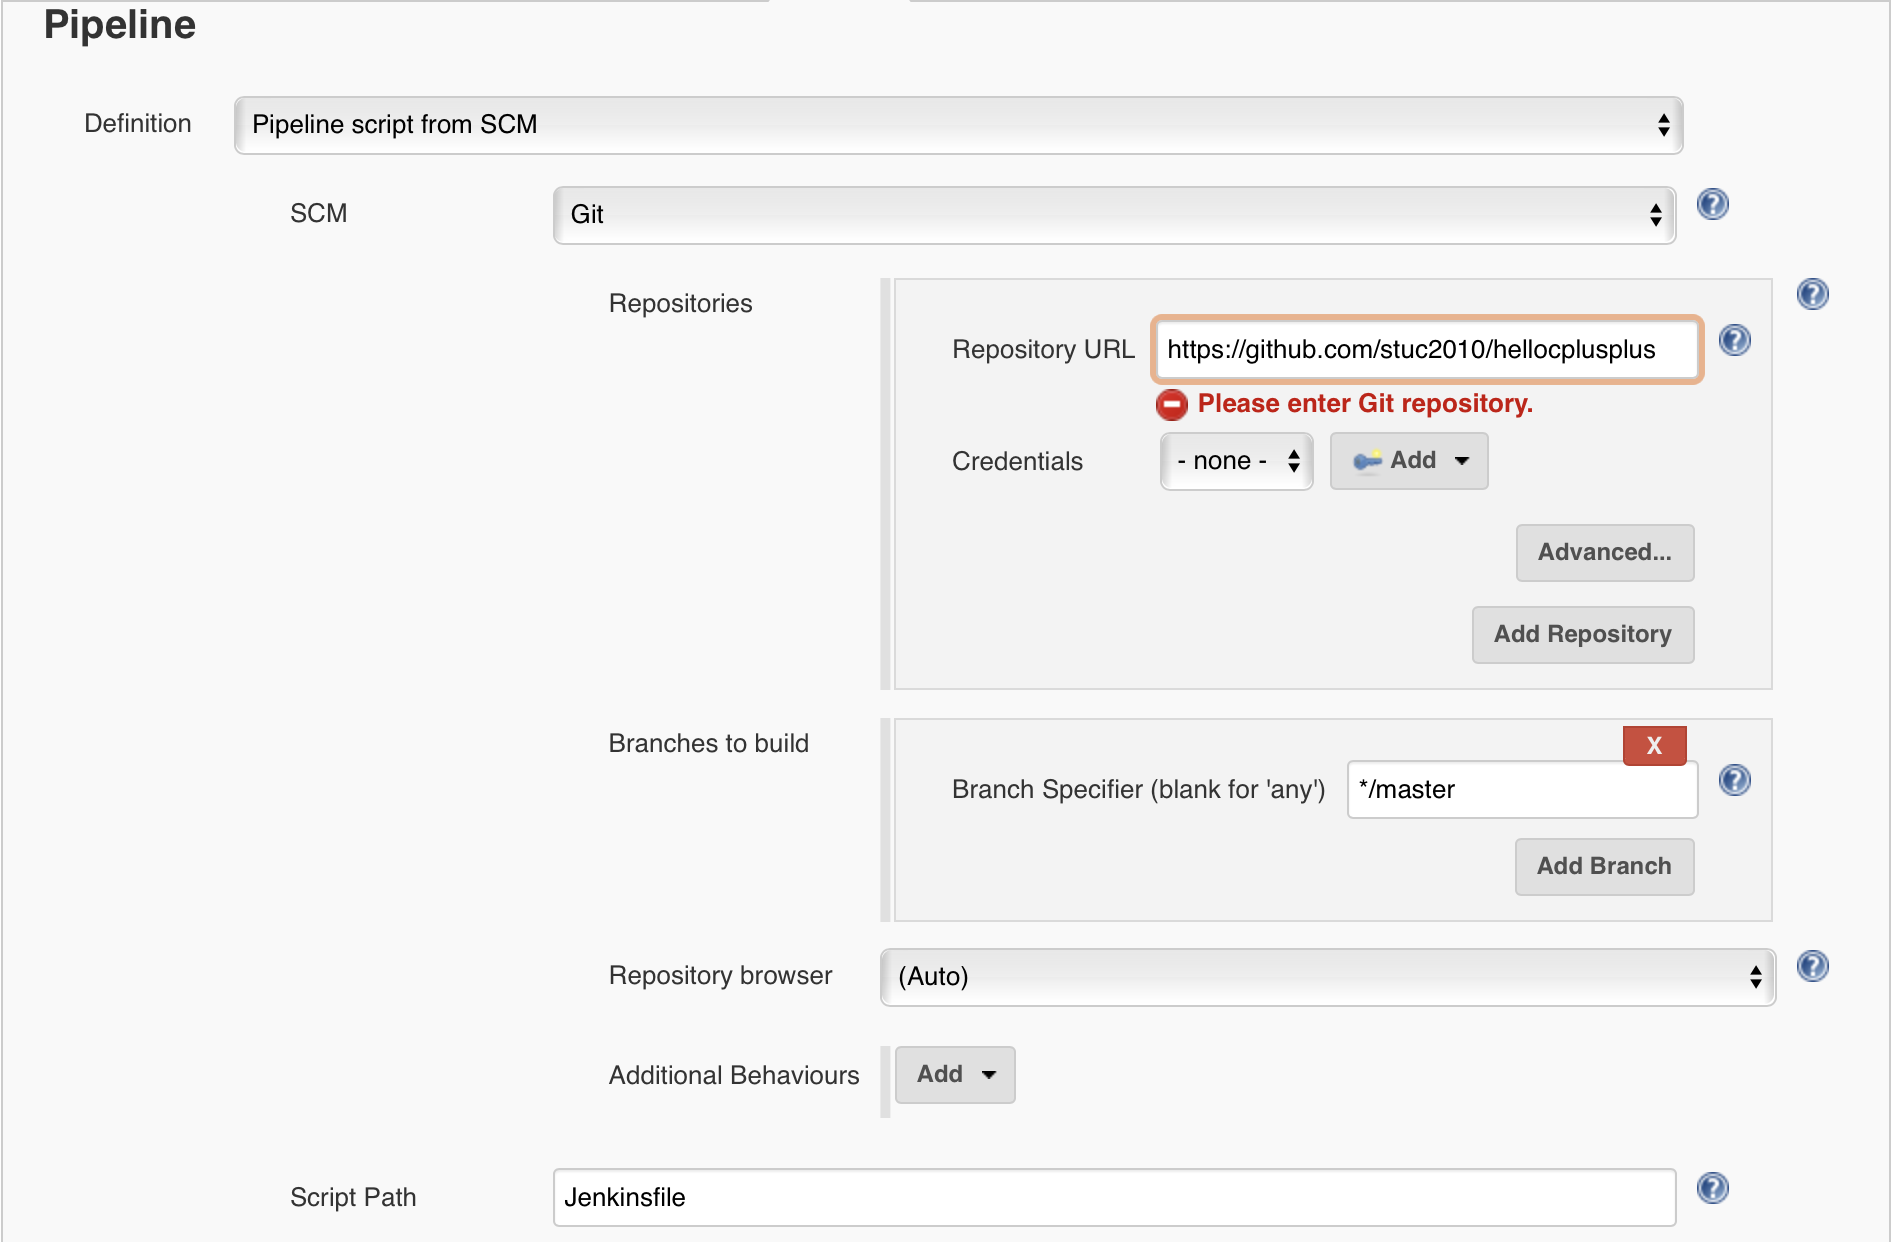 Pipeline
Definition
Pipeline script from SCM
SCM
Git
Repositories
Repository URL
https://github.com/stuc2010/hellocplusplus
Please enter Git repository.
Credentials
- none -
Add
Advanced...
Add Repository
Branches to build
X
Branch Specifier (blank for 'any')
*/master
Add Branch
Repository browser
(Auto)
Additional Behaviours
Add
Script Path
Jenkinsfile